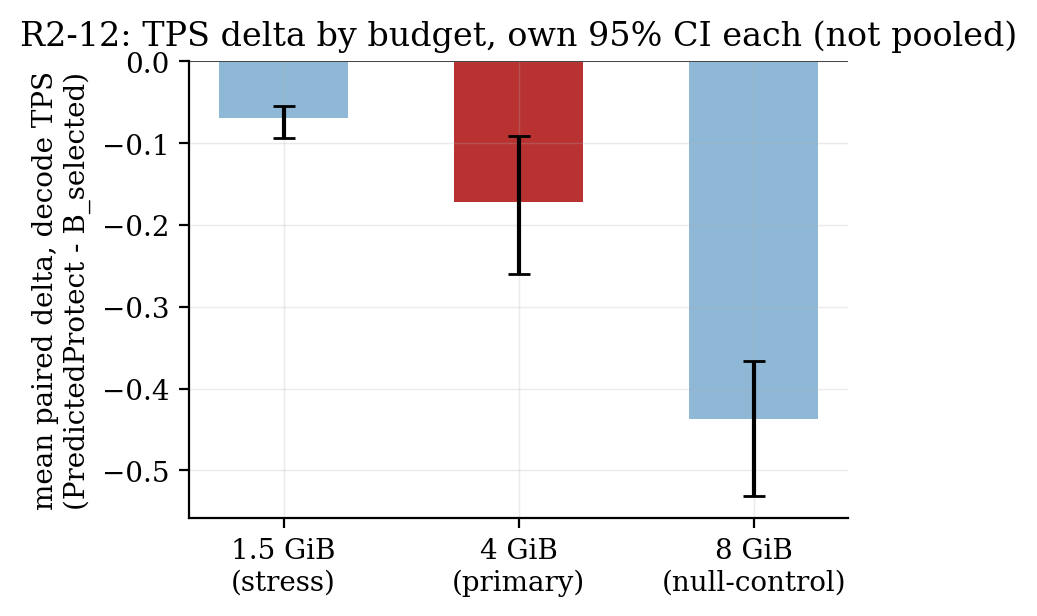 R2-12: TPS delta by budget, own 95% CI each (not pooled)
mean paired delta, decode TPS
(PredictedProtect - B_selected)
0.0
−0.1
−0.2
−0.3
−0.4
−0.5
1.5 GiB
(stress)
4 GiB
(primary)
8 GiB
(null-control)